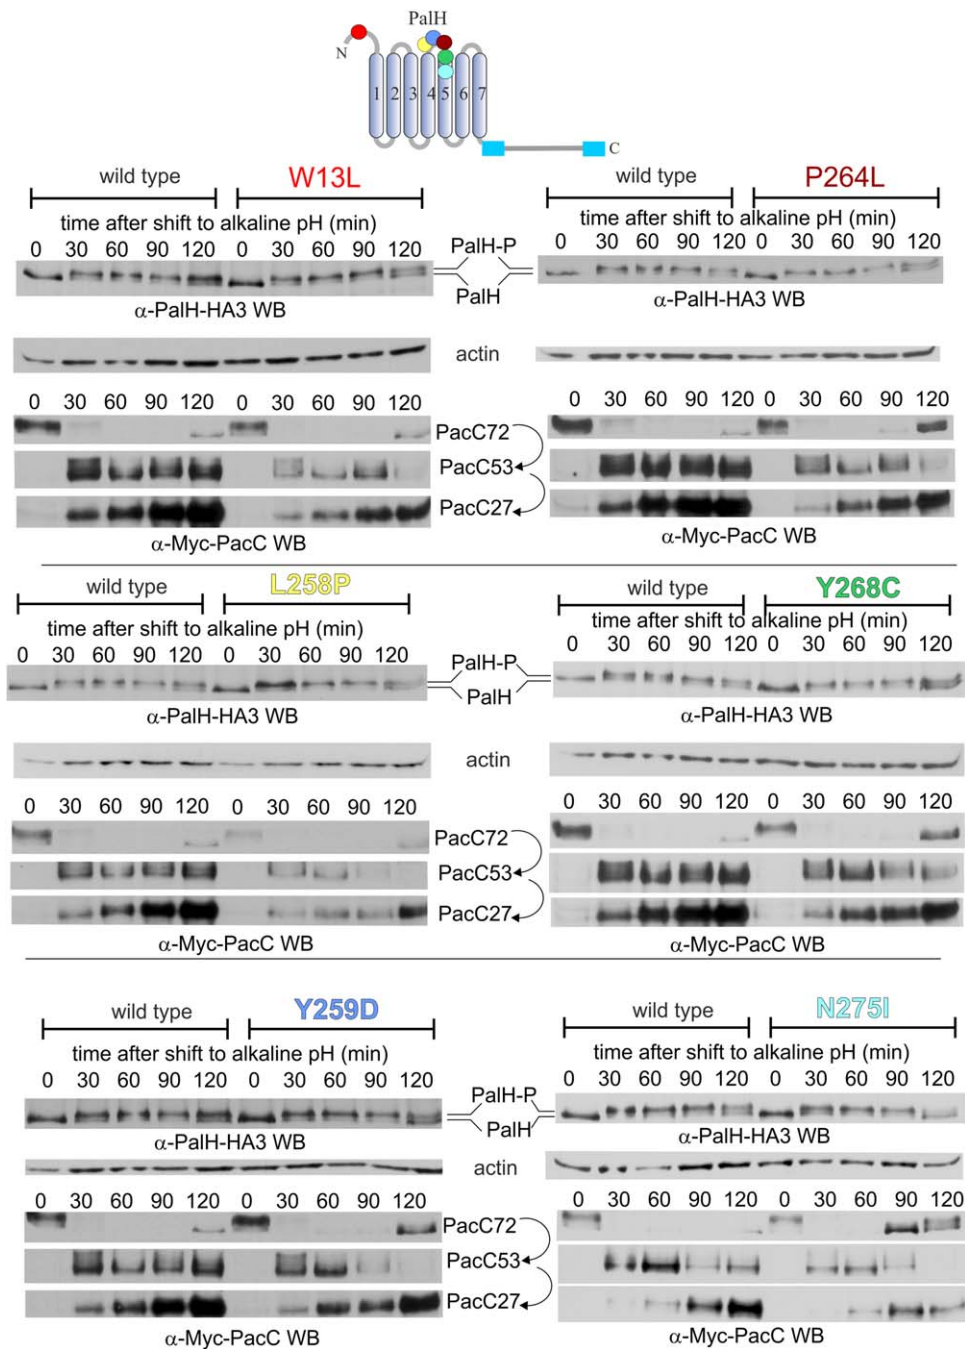 PalH
N
1 2 3 4 5 6 7
C
wild type W13L
time after shift to alkaline pH (min)
0 30 60 90 120 0 30 60 90 120
α-PalH-HA3 WB
wild type P264L
time after shift to alkaline pH (min)
0 30 60 90 120 0 30 60 90 120
α-PalH-HA3 WB
PalH-P
PalH
actin
0 30 60 90 120 0 30 60 90 120
α-Myc-PacC WB
PacC72
PacC53
PacC27
0 30 60 90 120 0 30 60 90 120
α-Myc-PacC WB
wild type L258P
time after shift to alkaline pH (min)
0 30 60 90 120 0 30 60 90 120
α-PalH-HA3 WB
wild type Y268C
time after shift to alkaline pH (min)
0 30 60 90 120 0 30 60 90 120
α-PalH-HA3 WB
PalH-P
PalH
actin
0 30 60 90 120 0 30 60 90 120
α-Myc-PacC WB
PacC72
PacC53
PacC27
0 30 60 90 120 0 30 60 90 120
α-Myc-PacC WB
wild type Y259D
time after shift to alkaline pH (min)
0 30 60 90 120 0 30 60 90 120
α-PalH-HA3 WB
wild type N275I
time after shift to alkaline pH (min)
0 30 60 90 120 0 30 60 90 120
α-PalH-HA3 WB
PalH-P
PalH
actin
0 30 60 90 120 0 30 60 90 120
α-Myc-PacC WB
PacC72
PacC53
PacC27
0 30 60 90 120 0 30 60 90 120
α-Myc-PacC WB